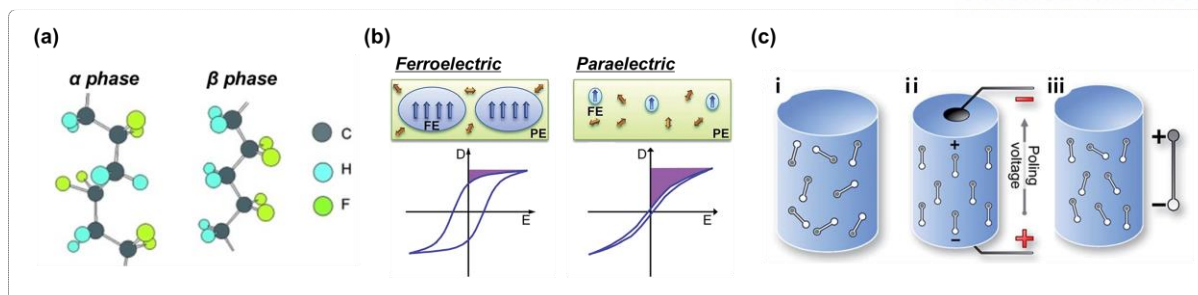 (a)
α phase
β phase
C
H
F
(b)
Ferroelectric
FE
PE
D
E
Paraelectric
FE
PE
D
E
(c)
i
ii
+
−
−
Poling voltage
+
iii
+
−